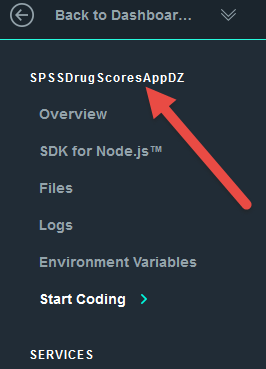 Back to Dashboar...
SPSSDrugScoresAppDZ
Overview
SDK for Node.js™
Files
Logs
Environment Variables
Start Coding
SERVICES